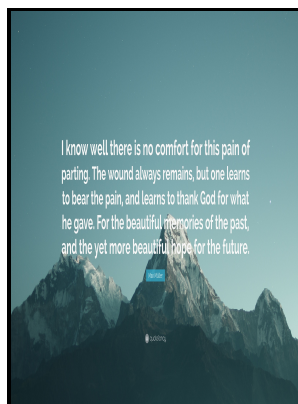 I know well there is no comfort for this pain of
parting. The wound always remains, but one learns
to bear the pain, and learns to thank God for what
he gave. For the beautiful memories of the past,
and the yet more beautiful hope for the future.